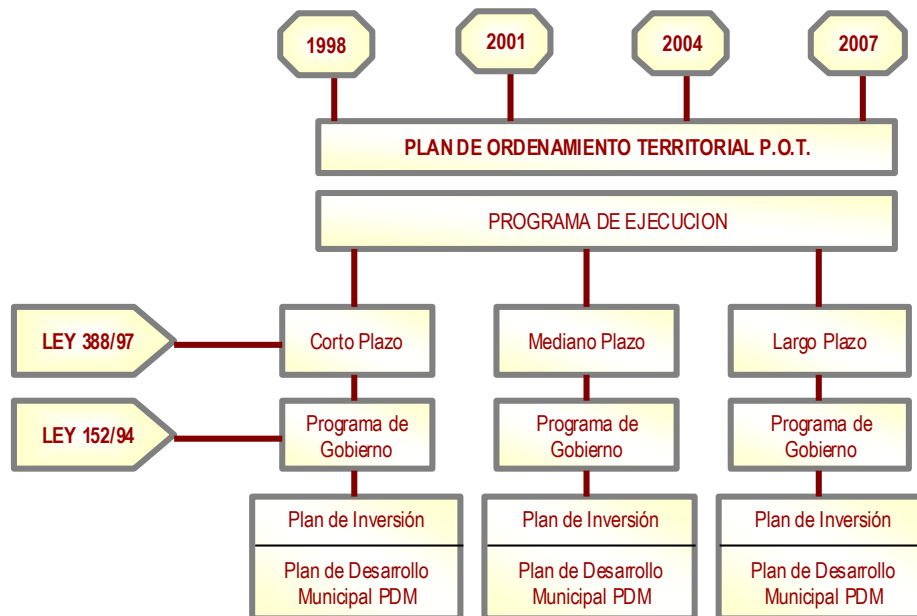 1998
2001
2004
2007
PLAN DE ORDENAMIENTO TERRITORIAL P.O.T.
PROGRAMA DE EJECUCION
LEY 388/97
Corto Plazo
Mediano Plazo
Largo Plazo
LEY 152/94
Programa de
Gobierno
Programa de
Gobierno
Programa de
Gobierno
Plan de Inversión
Plan de Desarrollo
Municipal PDM
Plan de Inversión
Plan de Desarrollo
Municipal PDM
Plan de Inversión
Plan de Desarrollo
Municipal PDM